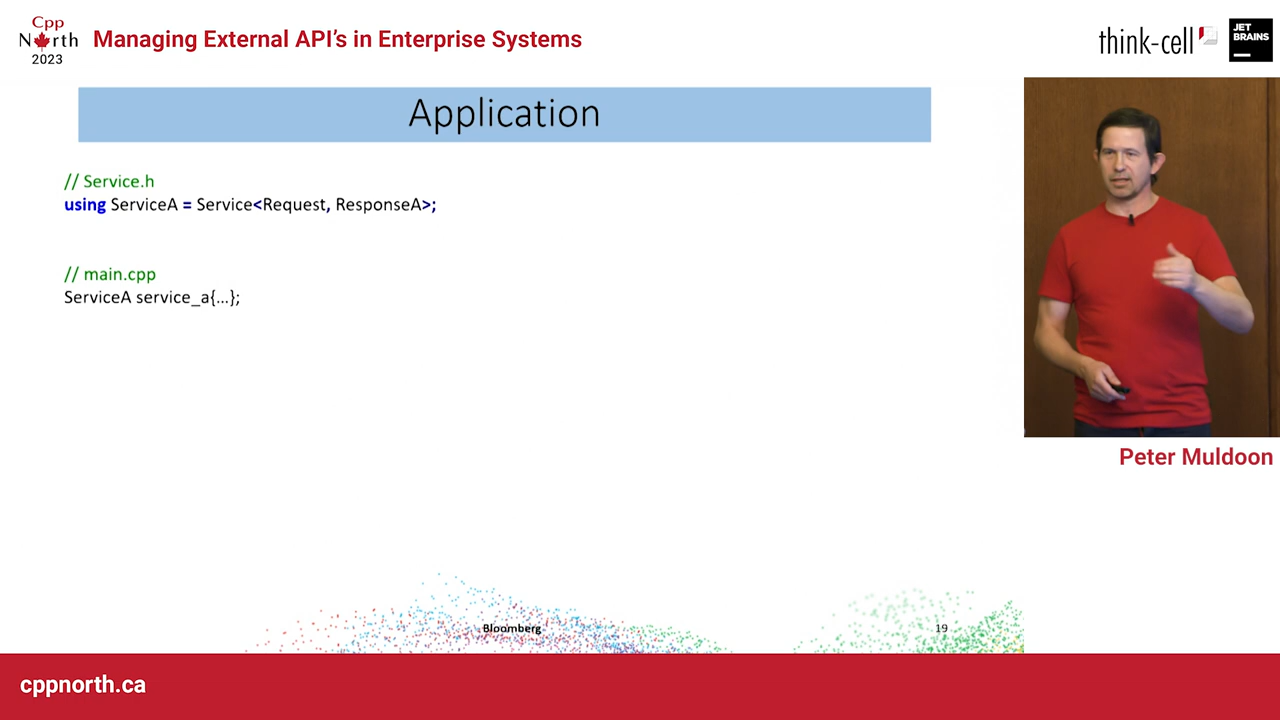 Cpp
North
2023
Managing External API's in Enterprise Systems
think-cell
JET
BRAINS
Application
// Service.h
using ServiceA = Service<Request, ResponseA>;
// main.cpp
ServiceA service_a{...};
Peter Muldoon
Bloomberg
19
cppnorth.ca